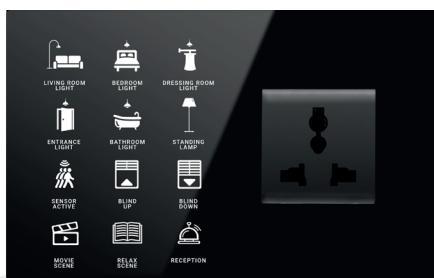 LIVING ROOM
LIGHT
BEDROOM
LIGHT
DRESSING ROOM
LIGHT
ENTRANCE
LIGHT
BATHROOM
LIGHT
STANDING
LAMP
SENSOR
ACTIVE
BLIND
UP
BLIND
DOWN
MOVIE
SCENE
RELAX
SCENE
RECEPTION